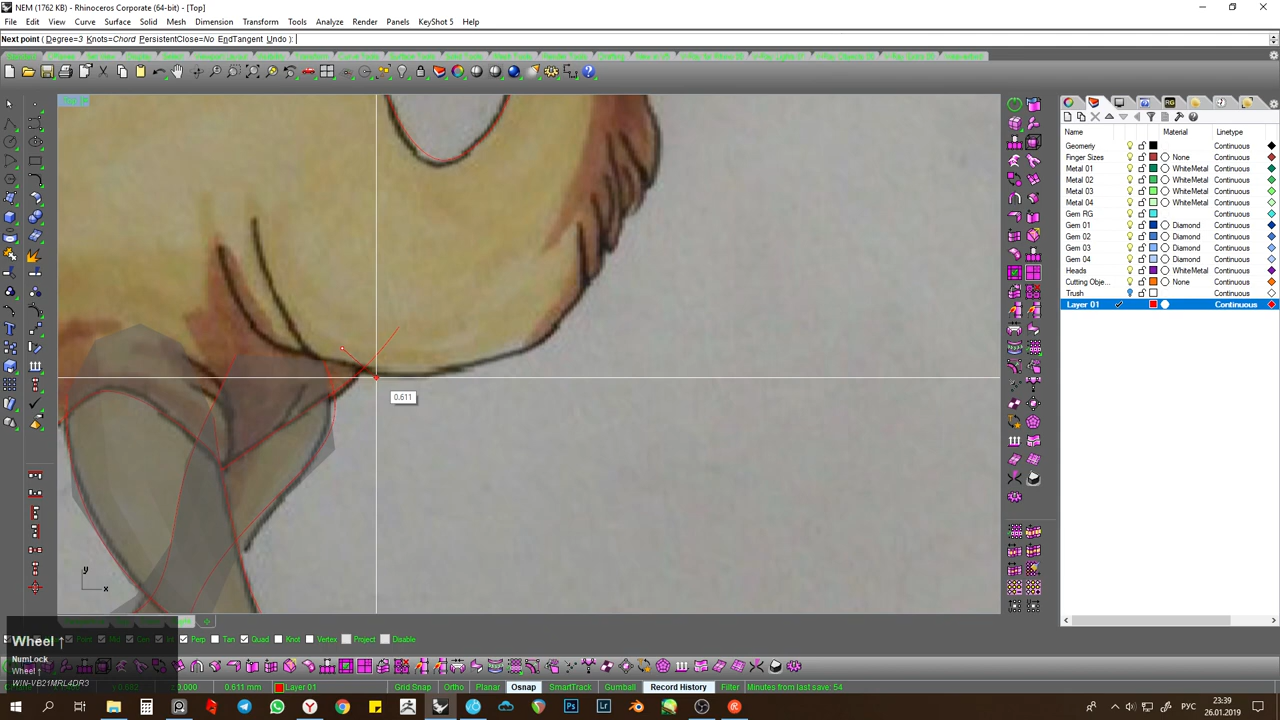 NEM (1762 KB) - Rhinoceros Corporate (64-bit) - [Top]
File Edit View Curve Surface Solid Mesh Dimension Transform Tools Analyze Render Panels KeyShot 5 Help
Next point ( Degree=3 Knots=Chord PersistentClose=No EndTangent Undo ):
Name Material Linetype
Geomeriy Continuous
Finger Sizes None Continuous
Metal 01 WhiteMetal Continuous
Metal 02 WhiteMetal Continuous
Metal 03 WhiteMetal Continuous
Metal 04 WhiteMetal Continuous
Gem RG Continuous
Gem 01 Diamond Continuous
Gem 02 Diamond Continuous
Gem 03 Diamond Continuous
Gem 04 Diamond Continuous
Heads WhiteMetal Continuous
Cutting Obje... None Continuous
Trush Continuous
Layer 01 Continuous
0.611
y
x
Wheel ↑
NumLock
Wheel ↑
WIN-VB21MRL4DR3
Perp Tan Quad Knot Vertex Project Disable
0.611 mm Layer 01 Grid Snap Ortho Planar Osnap SmartTrack Gumball Record History Filter Minutes from last save: 54
РУС
23:39
26.01.2019